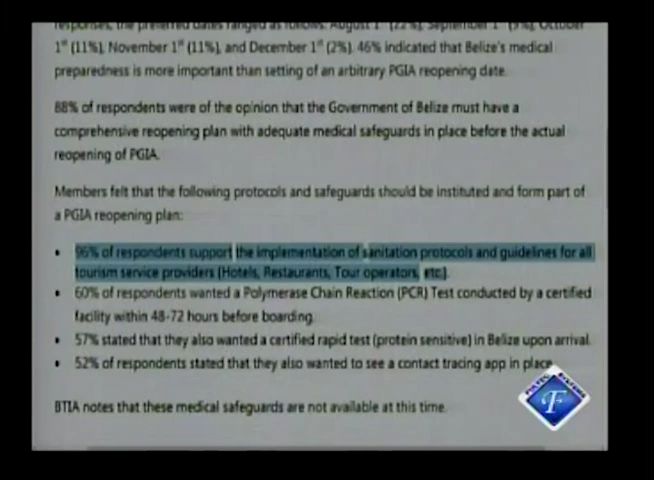 responses, the preferred dates ranged as follows: August 1st (22%), September 1st (9%), October
1st (11%), November 1st (11%), and December 1st (2%). 46% indicated that Belize's medical
preparedness is more important than setting of an arbitrary PGIA reopening date.
88% of respondents were of the opinion that the Government of Belize must have a
comprehensive reopening plan with adequate medical safeguards in place before the actual
reopening of PGIA.
Members felt that the following protocols and safeguards should be instituted and form part of
a PGIA reopening plan:
• 96% of respondents support the implementation of sanitation protocols and guidelines for all
tourism service providers (Hotels, Restaurants, Tour operators, etc).
• 60% of respondents wanted a Polymerase Chain Reaction (PCR) Test conducted by a certified
facility within 48-72 hours before boarding.
• 57% stated that they also wanted a certified rapid test (protein sensitive) in Belize upon arrival.
• 52% of respondents stated that they also wanted to see a contact tracing app in place.
BTIA notes that these medical safeguards are not available at this time.
F